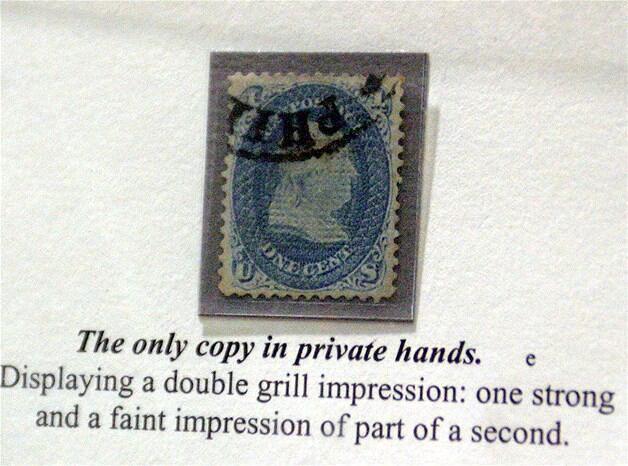 POS
PHI
ONE CENT
U S
The only copy in private hands. e
Displaying a double grill impression: one strong
and a faint impression of part of a second.